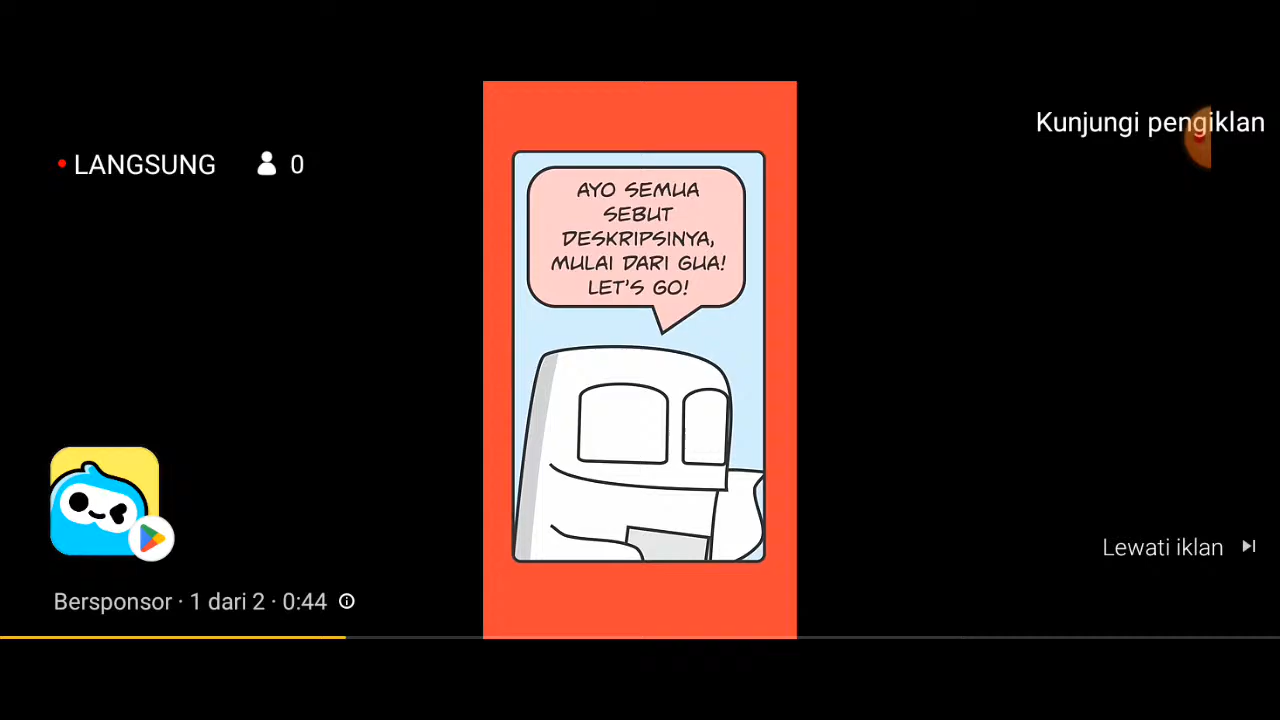 Kunjungi pengiklan
LANGSUNG 0
AYO SEMUA
SEBUT
DESKRIPSINYA,
MULAI DARI GUA!
LET'S GO!
Lewati iklan
Bersponsor · 1 dari 2 · 0:44